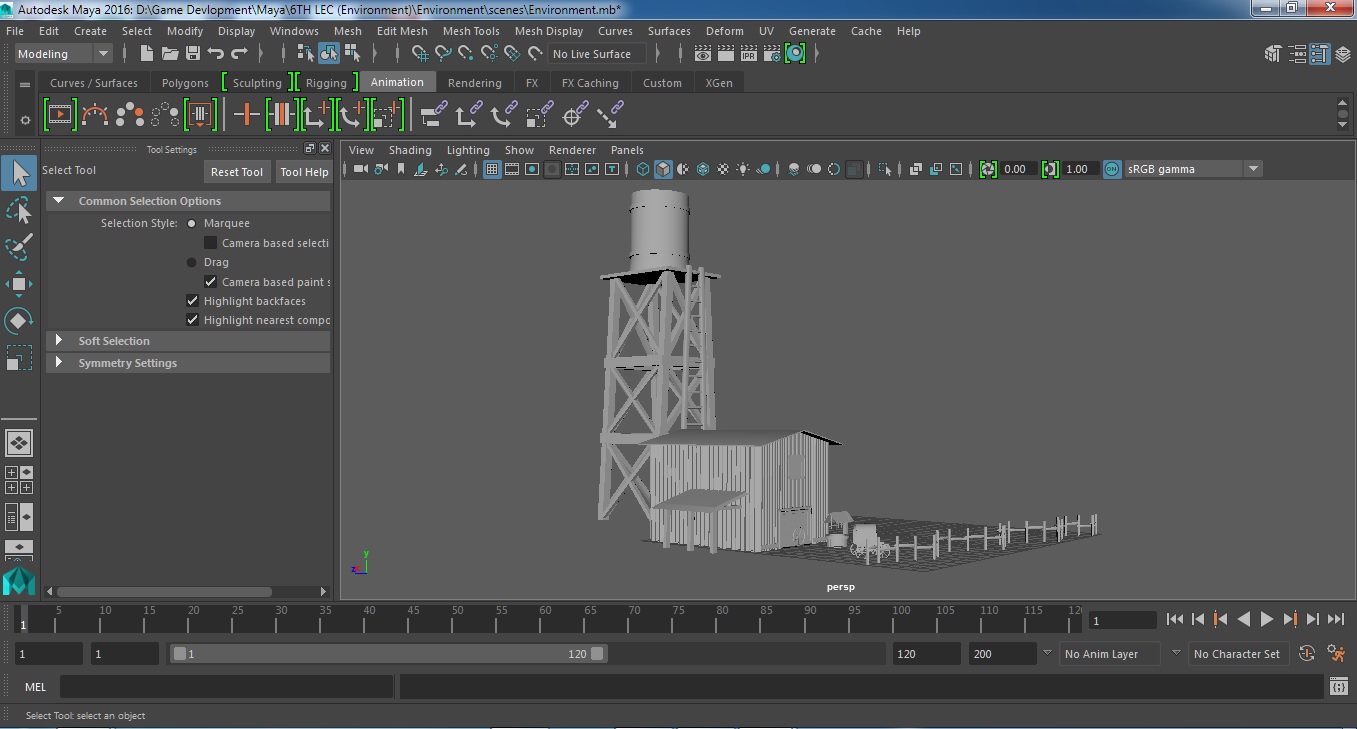 Autodesk Maya 2016: D:\Game Devlopment\Maya\6TH LEC (Environment)\Environment\scenes\Environment.mb*
File Edit Create Select Modify Display Windows Mesh Edit Mesh Mesh Tools Mesh Display Curves Surfaces Deform UV Generate Cache Help
Modeling No Live Surface IPR
Curves / Surfaces Polygons Sculpting Rigging Animation Rendering FX FX Caching Custom XGen
Tool Settings
Select Tool Reset Tool Tool Help
Common Selection Options
Selection Style: Marquee
Camera based selecti
Drag
Camera based paint s
Highlight backfaces
Highlight nearest compo
Soft Selection
Symmetry Settings
View Shading Lighting Show Renderer Panels
0.00 1.00 ON sRGB gamma
y
z
persp
5 10 15 20 25 30 35 40 45 50 55 60 65 70 75 80 85 90 95 100 105 110 115 12
1 1
1 1 1 120 120 200 No Anim Layer No Character Set
MEL
Select Tool: select an object